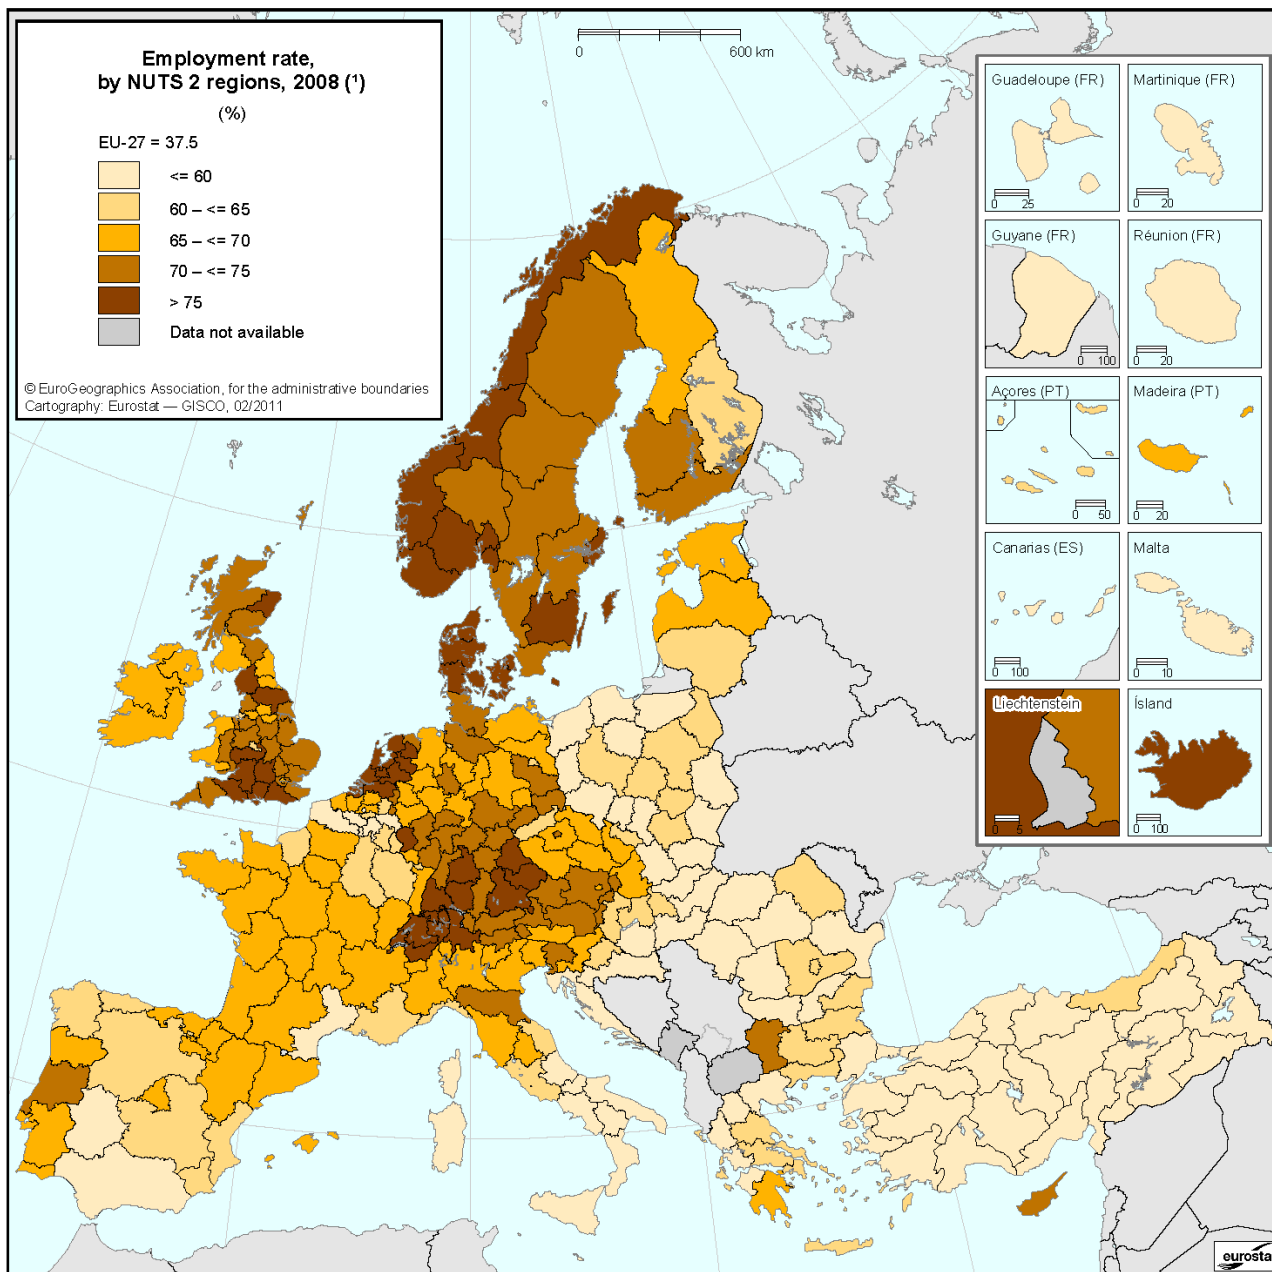 Employment rate,
by NUTS 2 regions, 2008 (¹)
(%)
EU-27 = 37.5
<= 60
60 – <= 65
65 – <= 70
70 – <= 75
> 75
Data not available
© EuroGeographics Association, for the administrative boundaries
Cartography: Eurostat — GISCO, 02/2011
0 600 km
Guadeloupe (FR)
0 25
Martinique (FR)
0 20
Guyane (FR)
0 100
Réunion (FR)
0 20
Açores (PT)
0 50
Madeira (PT)
0 20
Canarias (ES)
0 100
Malta
0 10
Liechtenstein
0 5
Ísland
0 100
eurosta